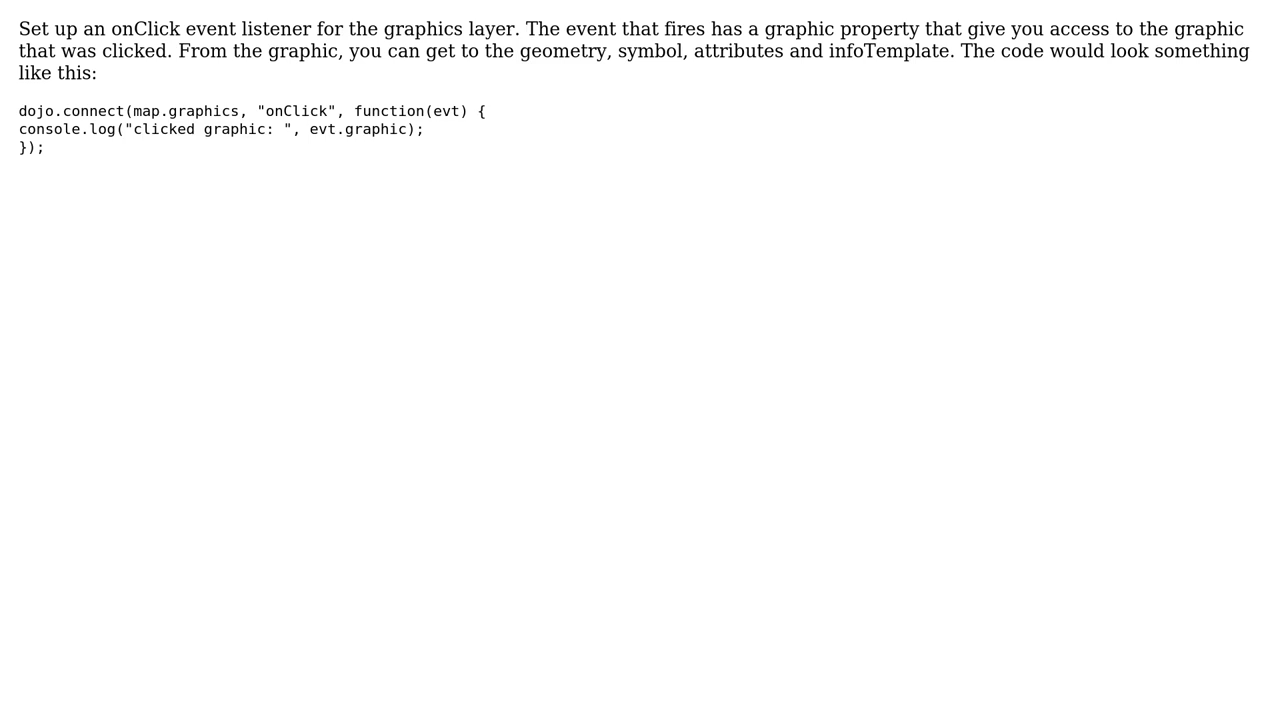 Set up an onClick event listener for the graphics layer. The event that fires has a graphic property that give you access to the graphic
that was clicked. From the graphic, you can get to the geometry, symbol, attributes and infoTemplate. The code would look something
like this:
dojo.connect(map.graphics, "onClick", function(evt) {
console.log("clicked graphic: ", evt.graphic);
});